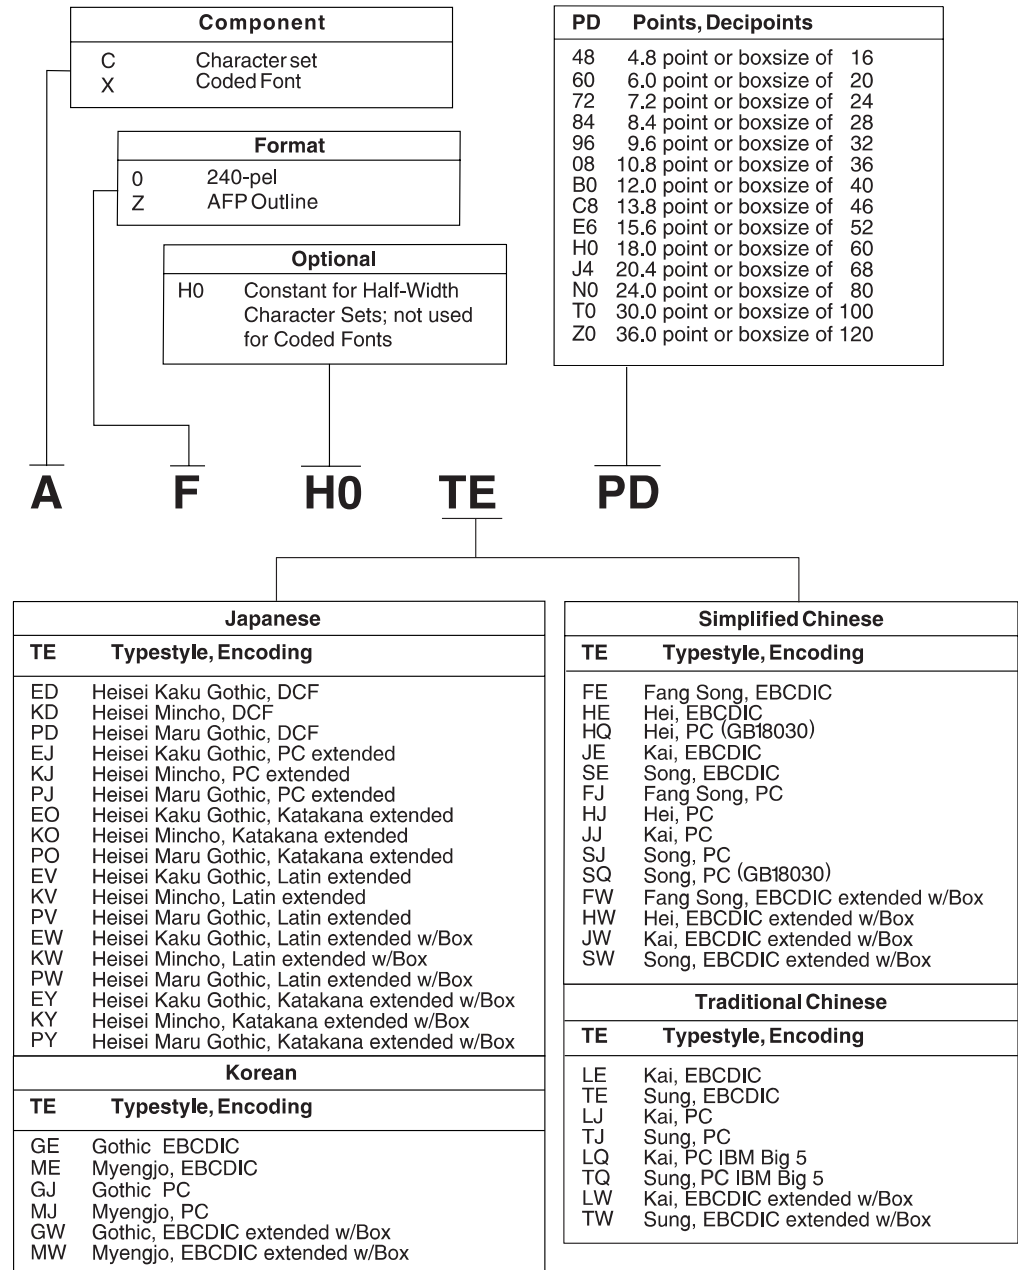 Component
C Character set
X Coded Font
Format
0 240-pel
Z AFP Outline
Optional
H0 Constant for Half-Width
Character Sets; not used
for Coded Fonts
PD Points, Decipoints
48 4.8 point or boxsize of 16
60 6.0 point or boxsize of 20
72 7.2 point or boxsize of 24
84 8.4 point or boxsize of 28
96 9.6 point or boxsize of 32
08 10.8 point or boxsize of 36
B0 12.0 point or boxsize of 40
C8 13.8 point or boxsize of 46
E6 15.6 point or boxsize of 52
H0 18.0 point or boxsize of 60
J4 20.4 point or boxsize of 68
N0 24.0 point or boxsize of 80
T0 30.0 point or boxsize of 100
Z0 36.0 point or boxsize of 120
A F H0 TE PD
Japanese
TE Typestyle, Encoding
ED Heisei Kaku Gothic, DCF
KD Heisei Mincho, DCF
PD Heisei Maru Gothic, DCF
EJ Heisei Kaku Gothic, PC extended
KJ Heisei Mincho, PC extended
PJ Heisei Maru Gothic, PC extended
EO Heisei Kaku Gothic, Katakana extended
KO Heisei Mincho, Katakana extended
PO Heisei Maru Gothic, Katakana extended
EV Heisei Kaku Gothic, Latin extended
KV Heisei Mincho, Latin extended
PV Heisei Maru Gothic, Latin extended
EW Heisei Kaku Gothic, Latin extended w/Box
KW Heisei Mincho, Latin extended w/Box
PW Heisei Maru Gothic, Latin extended w/Box
EY Heisei Kaku Gothic, Katakana extended w/Box
KY Heisei Mincho, Katakana extended w/Box
PY Heisei Maru Gothic, Katakana extended w/Box
Korean
TE Typestyle, Encoding
GE Gothic EBCDIC
ME Myengjo, EBCDIC
GJ Gothic PC
MJ Myengjo, PC
GW Gothic, EBCDIC extended w/Box
MW Myengjo, EBCDIC extended w/Box
Simplified Chinese
TE Typestyle, Encoding
FE Fang Song, EBCDIC
HE Hei, EBCDIC
HQ Hei, PC (GB18030)
JE Kai, EBCDIC
SE Song, EBCDIC
FJ Fang Song, PC
HJ Hei, PC
JJ Kai, PC
SJ Song, PC
SQ Song, PC (GB18030)
FW Fang Song, EBCDIC extended w/Box
HW Hei, EBCDIC extended w/Box
JW Kai, EBCDIC extended w/Box
SW Song, EBCDIC extended w/Box
Traditional Chinese
TE Typestyle, Encoding
LE Kai, EBCDIC
TE Sung, EBCDIC
LJ Kai, PC
TJ Sung, PC
LQ Kai, PC IBM Big 5
TQ Sung, PC IBM Big 5
LW Kai, EBCDIC extended w/Box
TW Sung, EBCDIC extended w/Box